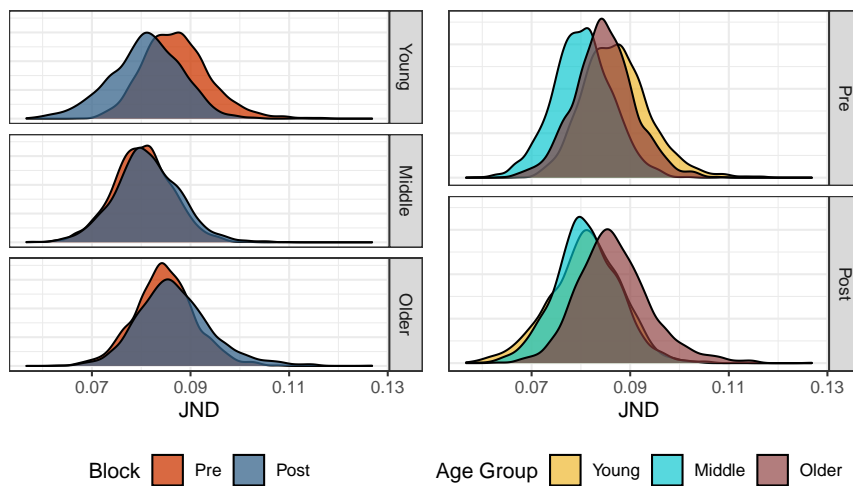 Young
Middle
Older
0.07 0.09 0.11 0.13
JND
Block Pre Post
Pre
Post
0.07 0.09 0.11 0.13
JND
Age Group Young Middle Older